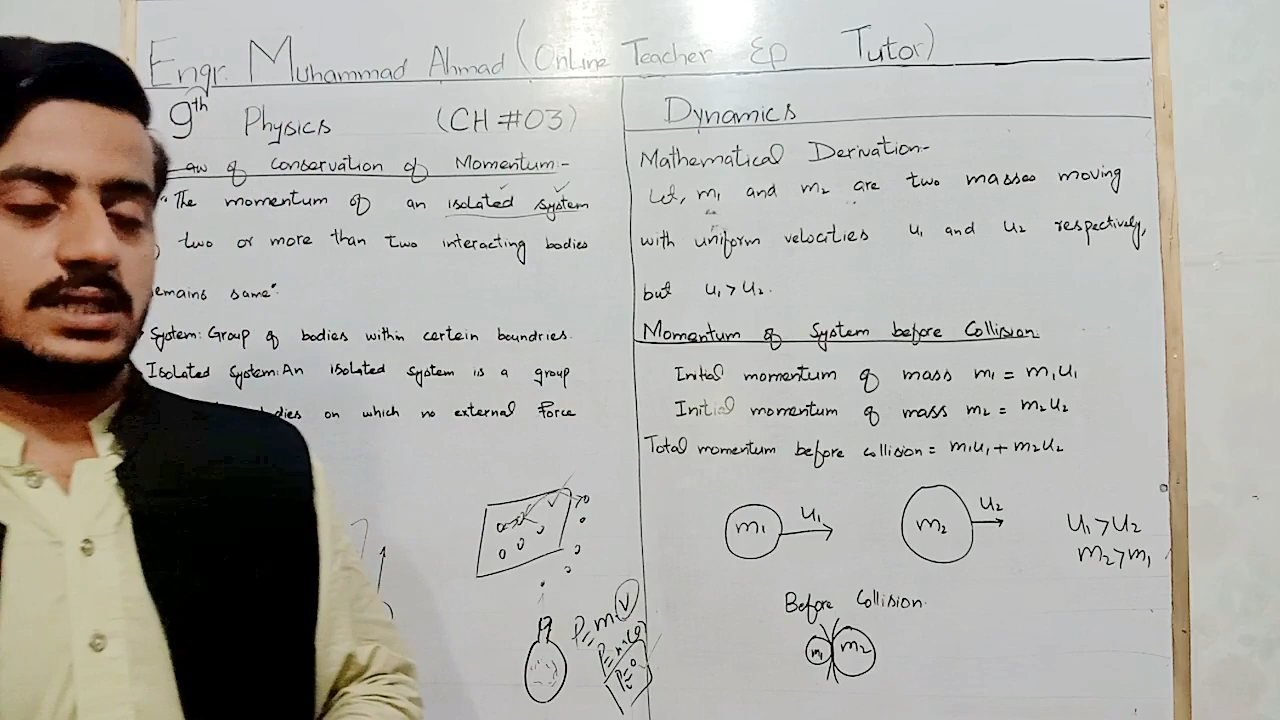 Engr. Muhammad Ahmad (Online Teacher & Tutor)
9th Physics (CH #03)
aw of conservation of Momentum:-
"The momentum of an isolated system
two or more than two interacting bodies
emains same".
System: Group of bodies within certein boundries.
Isolated System: An isolated system is a group
dies on which no external Force
P = m V
P = 0
Dynamics
Mathematical Derivation:-
Let, m1 and m2 are two masses moving
with uniform velocities u1 and u2 respectively,
but u1 > u2.
Momentum of System before Collision.
Initial momentum of mass m1 = m1u1
Initial momentum of mass m2 = m2u2
Total momentum before collision = m1u1 + m2u2
m1 u1 m2 u2
u1 > u2
m2 > m1
Before Collision.
m1 m2